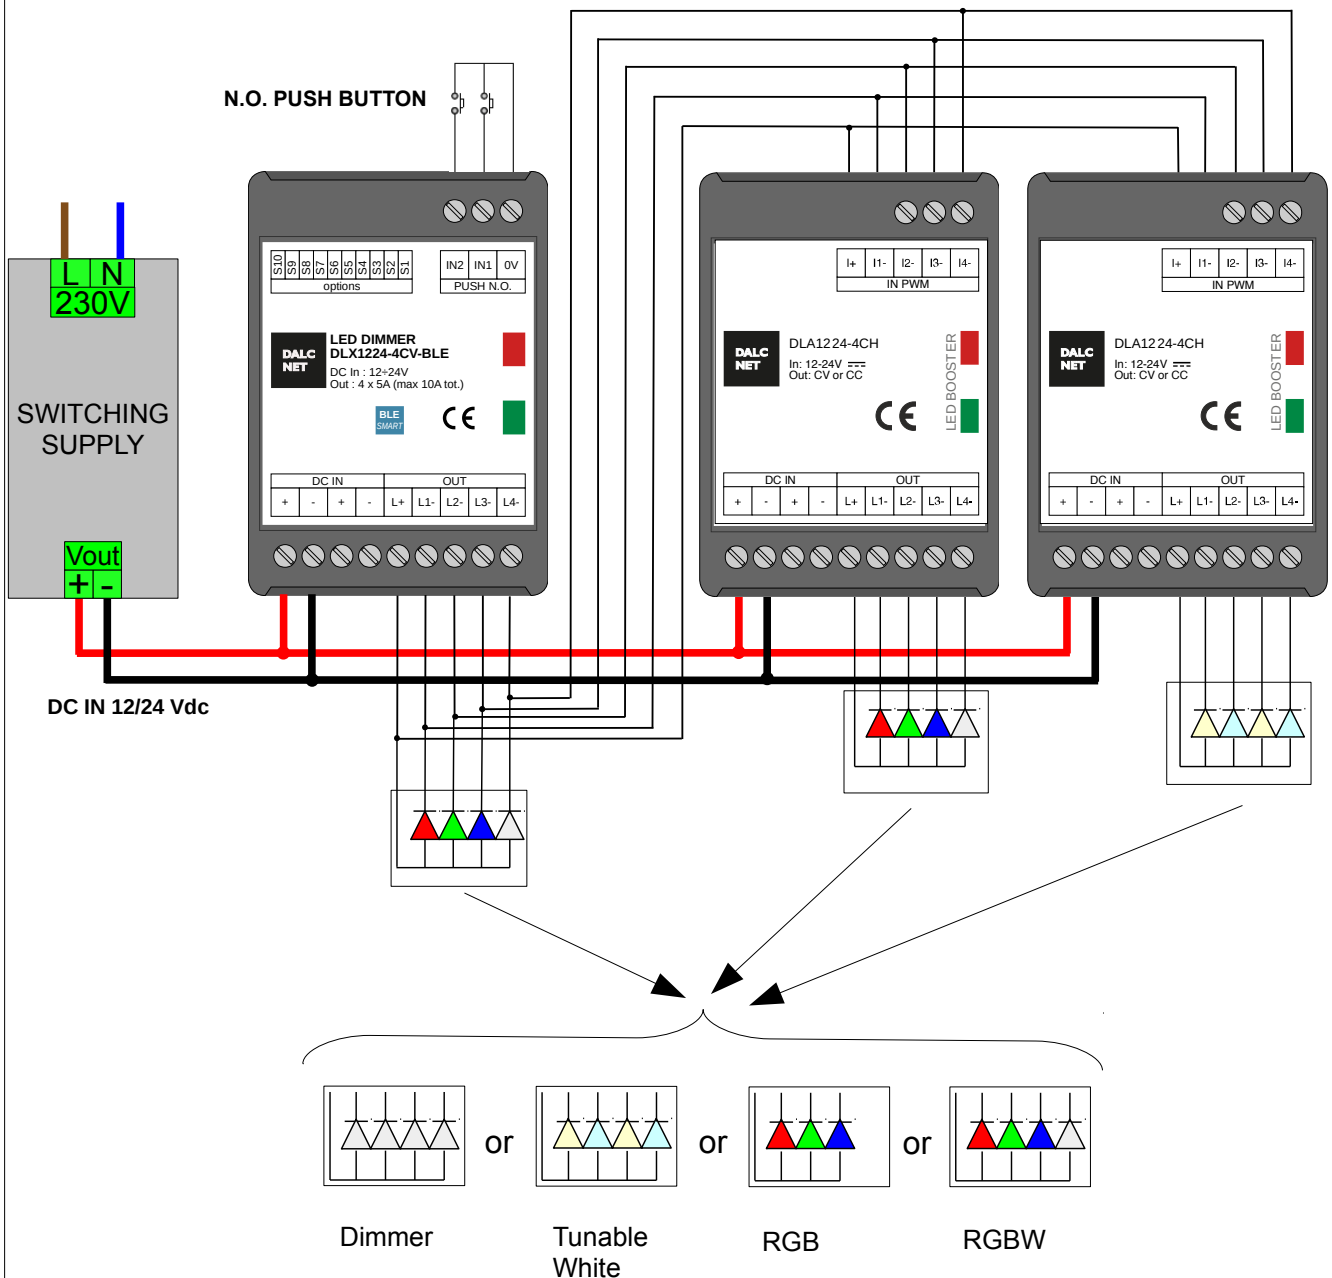 N.O. PUSH BUTTON
L N
230V
SWITCHING
SUPPLY
Vout
+ -
DC IN 12/24 Vdc
S10 S9 S8 S7 S6 S5 S4 S3 S2 S1
options
IN2 IN1 0V
PUSH N.O.
DALC
NET
LED DIMMER
DLX1224-4CV-BLE
DC In : 12÷24V
Out : 4 x 5A (max 10A tot.)
BLE
SMART
CE
DC IN OUT
+ - + - L+ L1- L2- L3- L4-
I+ I1- I2- I3- I4-
IN PWM
DALC
NET
DLA1224-4CH
In: 12-24V
Out: CV or CC
LED BOOSTER
CE
DC IN OUT
+ - + - L+ L1- L2- L3- L4-
I+ I1- I2- I3- I4-
IN PWM
DALC
NET
DLA1224-4CH
In: 12-24V
Out: CV or CC
LED BOOSTER
CE
DC IN OUT
+ - + - L+ L1- L2- L3- L4-
or or or
Dimmer
Tunable
White
RGB
RGBW